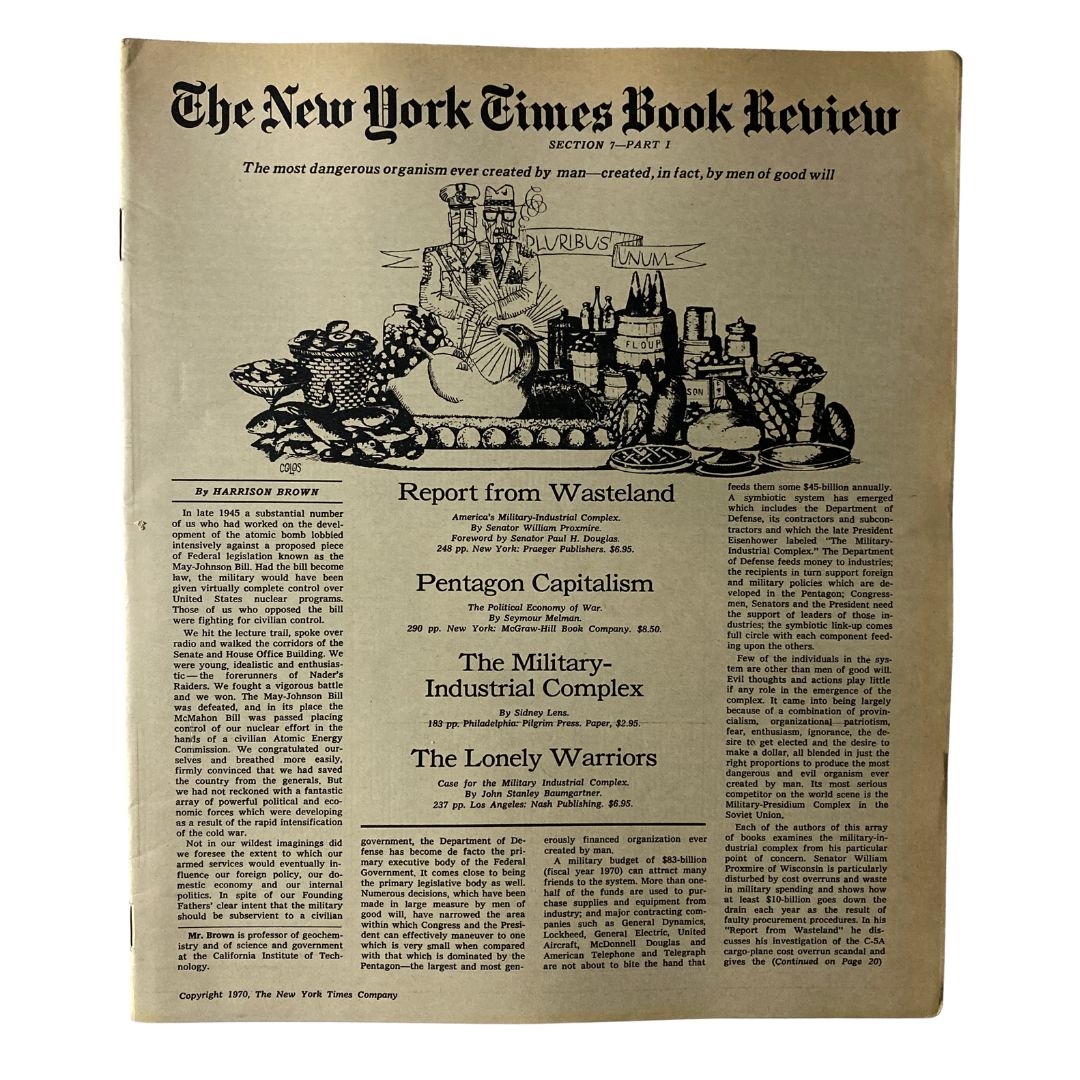 The New York Times Book Review
SECTION 7—PART I
The most dangerous organism ever created by man—created, in fact, by men of good will
PLURIBUS
UNUM
FLOUR
SON
COLOS
By HARRISON BROWN
In late 1945 a substantial number
of us who had worked on the devel-
opment of the atomic bomb lobbied
intensively against a proposed piece
of Federal legislation known as the
May-Johnson Bill. Had the bill become
law, the military would have been
given virtually complete control over
United States nuclear programs.
Those of us who opposed the bill
were fighting for civilian control.
We hit the lecture trail, spoke over
radio and walked the corridors of the
Senate and House Office Building. We
were young, idealistic and enthusias-
tic—the forerunners of Nader's
Raiders. We fought a vigorous battle
and we won. The May-Johnson Bill
was defeated, and in its place the
McMahon Bill was passed placing
control of our nuclear effort in the
hands of a civilian Atomic Energy
Commission. We congratulated our-
selves and breathed more easily,
firmly convinced that we had saved
the country from the generals. But
we had not reckoned with a fantastic
array of powerful political and eco-
nomic forces which were developing
as a result of the rapid intensification
of the cold war.
Not in our wildest imaginings did
we foresee the extent to which our
armed services would eventually in-
fluence our foreign policy, our do-
mestic economy and our internal
politics. In spite of our Founding
Fathers' clear intent that the military
should be subservient to a civilian
Mr. Brown is professor of geochem-
istry and of science and government
at the California Institute of Tech-
nology.
Report from Wasteland
America's Military-Industrial Complex.
By Senator William Proxmire.
Foreword by Senator Paul H. Douglas.
248 pp. New York: Praeger Publishers. $6.95.
Pentagon Capitalism
The Political Economy of War.
By Seymour Melman.
290 pp. New York: McGraw-Hill Book Company. $8.50.
The Military-
Industrial Complex
By Sidney Lens.
183 pp. Philadelphia: Pilgrim Press. Paper, $2.95.
The Lonely Warriors
Case for the Military Industrial Complex.
By John Stanley Baumgartner.
237 pp. Los Angeles: Nash Publishing. $6.95.
government, the Department of De-
fense has become de facto the pri-
mary executive body of the Federal
Government. It comes close to being
the primary legislative body as well.
Numerous decisions, which have been
made in large measure by men of
good will, have narrowed the area
within which Congress and the Presi-
dent can effectively maneuver to one
which is very small when compared
with that which is dominated by the
Pentagon—the largest and most gen-
erously financed organization ever
created by man.
A military budget of $83-billion
(fiscal year 1970) can attract many
friends to the system. More than one-
half of the funds are used to pur-
chase supplies and equipment from
industry; and major contracting com-
panies such as General Dynamics,
Lockheed, General Electric, United
Aircraft, McDonnell Douglas and
American Telephone and Telegraph
are not about to bite the hand that
feeds them some $45-billion annually.
A symbiotic system has emerged
which includes the Department of
Defense, its contractors and subcon-
tractors and which the late President
Eisenhower labeled "The Military-
Industrial Complex." The Department
of Defense feeds money to industries;
the recipients in turn support foreign
and military policies which are de-
veloped in the Pentagon; Congress-
men, Senators and the President need
the support of leaders of those in-
dustries; the symbiotic link-up comes
full circle with each component feed-
ing upon the others.
Few of the individuals in the sys-
tem are other than men of good will.
Evil thoughts and actions play little
if any role in the emergence of the
complex. It came into being largely
because of a combination of provin-
cialism, organizational patriotism,
fear, enthusiasm, ignorance, the de-
sire to get elected and the desire to
make a dollar, all blended in just the
right proportions to produce the most
dangerous and evil organism ever
created by man. Its most serious
competitor on the world scene is the
Military-Presidium Complex in the
Soviet Union.
Each of the authors of this array
of books examines the military-in-
dustrial complex from his particular
point of concern. Senator William
Proxmire of Wisconsin is particularly
disturbed by cost overruns and waste
in military spending and shows how
at least $10-billion goes down the
drain each year as the result of
faulty procurement procedures. In his
"Report from Wasteland" he dis-
cusses his investigation of the C-5A
cargo-plane cost overrun scandal and
gives the (Continued on Page 20)
Copyright 1970, The New York Times Company